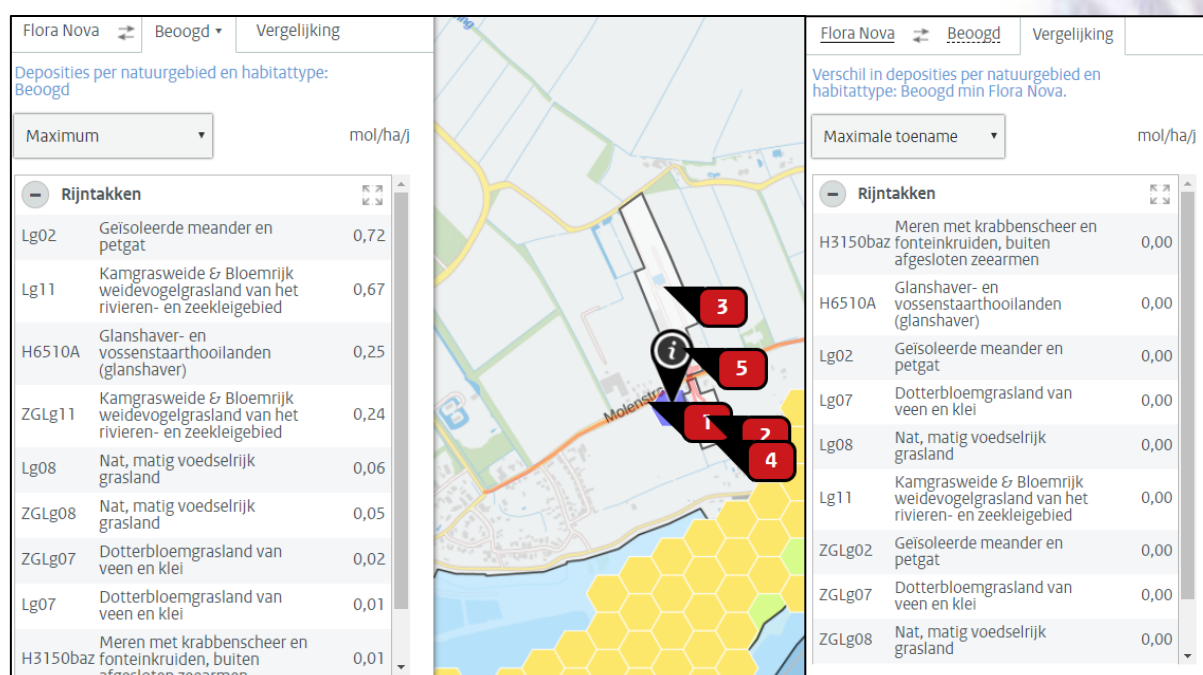 Flora Nova ⇄ Beoogd ▾ Vergelijking
Deposities per natuurgebied en habitattype:
Beoogd
Maximum ▾ mol/ha/j
− Rijntakken
Lg02 Geïsoleerde meander en
petgat 0,72
Lg11 Kamgrasweide & Bloemrijk
weidevogelgrasland van het
rivieren- en zeekleigebied 0,67
H6510A Glanshaver- en
vossenstaarthooilanden
(glanshaver) 0,25
ZGLg11 Kamgrasweide & Bloemrijk
weidevogelgrasland van het
rivieren- en zeekleigebied 0,24
Lg08 Nat, matig voedselrijk
grasland 0,06
ZGLg08 Nat, matig voedselrijk
grasland 0,05
ZGLg07 Dotterbloemgrasland van
veen en klei 0,02
Lg07 Dotterbloemgrasland van
veen en klei 0,01
H3150baz Meren met krabbenscheer en
fonteinkruiden, buiten
afgesloten zeearmen 0,01
3
i
5
Molenstra
1
2
4
Flora Nova ⇄ Beoogd Vergelijking
Verschil in deposities per natuurgebied en
habitattype: Beoogd min Flora Nova.
Maximale toename ▾ mol/ha/j
− Rijntakken
H3150baz Meren met krabbenscheer en
fonteinkruiden, buiten
afgesloten zeearmen 0,00
H6510A Glanshaver- en
vossenstaarthooilanden
(glanshaver) 0,00
Lg02 Geïsoleerde meander en
petgat 0,00
Lg07 Dotterbloemgrasland van
veen en klei 0,00
Lg08 Nat, matig voedselrijk
grasland 0,00
Lg11 Kamgrasweide & Bloemrijk
weidevogelgrasland van het
rivieren- en zeekleigebied 0,00
ZGLg02 Geïsoleerde meander en
petgat 0,00
ZGLg07 Dotterbloemgrasland van
veen en klei 0,00
ZGLg08 Nat, matig voedselrijk
grasland 0,00